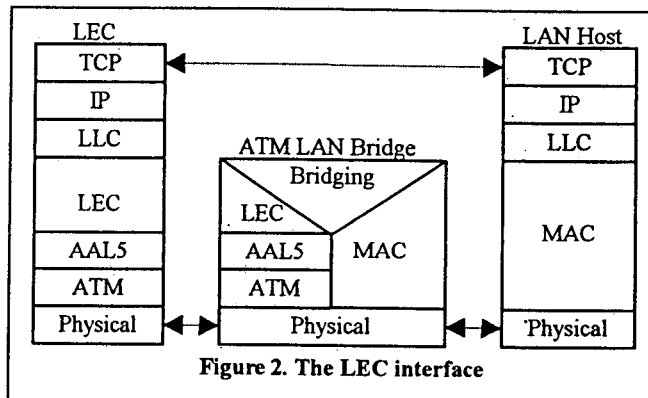 LEC
TCP
IP
LLC
LEC
AAL5
ATM
Physical
ATM LAN Bridge
Bridging
LEC
AAL5
ATM
MAC
Physical
LAN Host
TCP
IP
LLC
MAC
Physical
Figure 2. The LEC interface